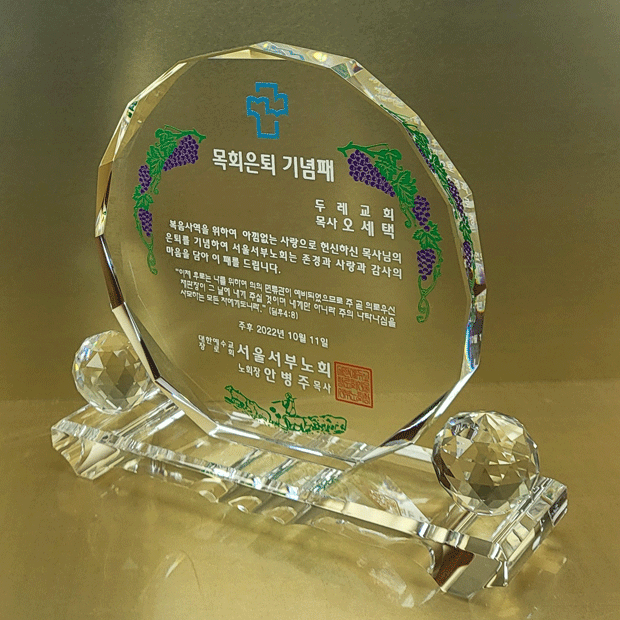 목회은퇴 기념패
두 레 교 회
목사 오 세 택
복음사역을 위하여 아낌없는 사랑으로 헌신하신 목사님의
은퇴를 기념하여 서울서부노회는 존경과 사랑과 감사의
마음을 담아 이 패를 드립니다.
"이제 후로는 나를 위하여 의의 면류관이 예비되었으므로 주 곧 의로우신
재판장이 그 날에 내게 주실 것이며 내게만 아니라 주의 나타나심을
사모하는 모든 자에게도니라." (딤후4:8)
주후 2022년 10월 11일
대한예수교
장로회 서울서부노회
노회장 안 병 주 목사